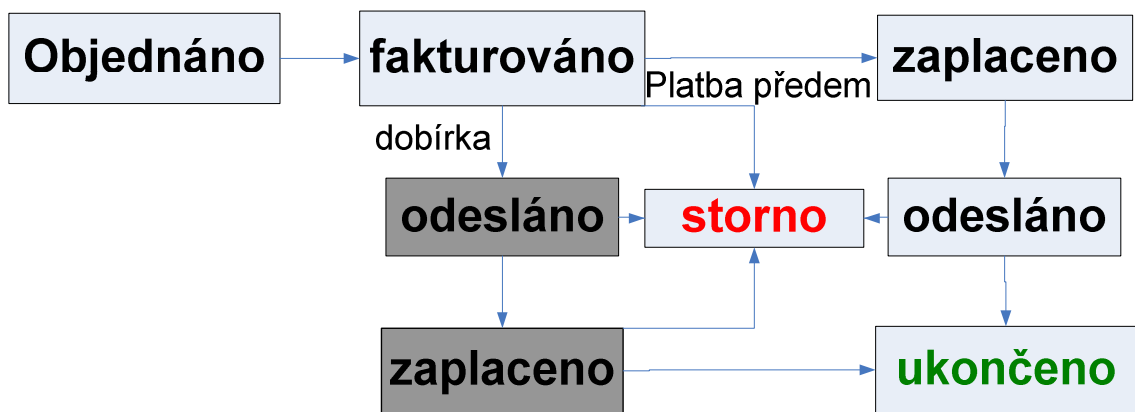 Objednáno
fakturováno
zaplaceno
Platba předem
dobírka
odesláno
storno
odesláno
zaplaceno
ukončeno